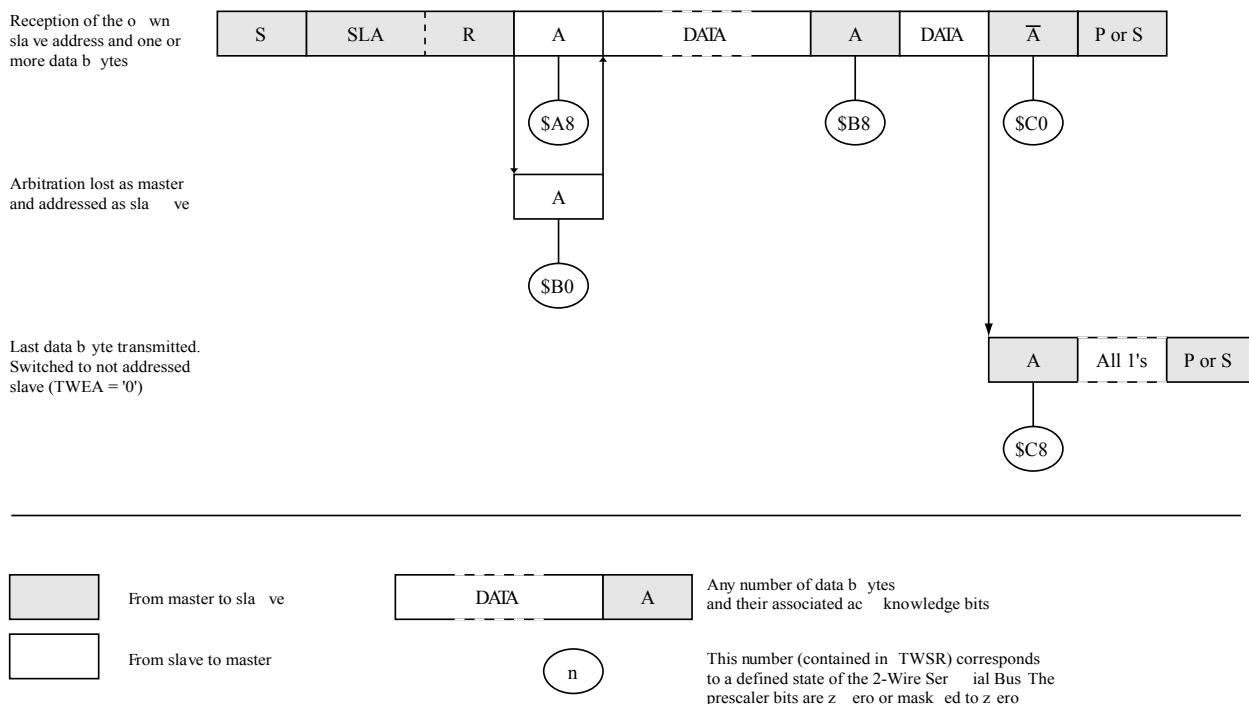 Reception of the o wn
sla ve address and one or
more data b ytes
S SLA R A DATA A DATA A P or S
$A8 $B8 $C0
Arbitration lost as master
and addressed as sla ve
A
$B0
Last data b yte transmitted.
Switched to not addressed
slave (TWEA = '0')
A All 1's P or S
$C8
From master to sla ve
DATA A
Any number of data b ytes
and their associated ac knowledge bits
From slave to master
n
This number (contained in TWSR) corresponds
to a defined state of the 2-Wire Ser ial Bus The
prescaler bits are z ero or mask ed to z ero